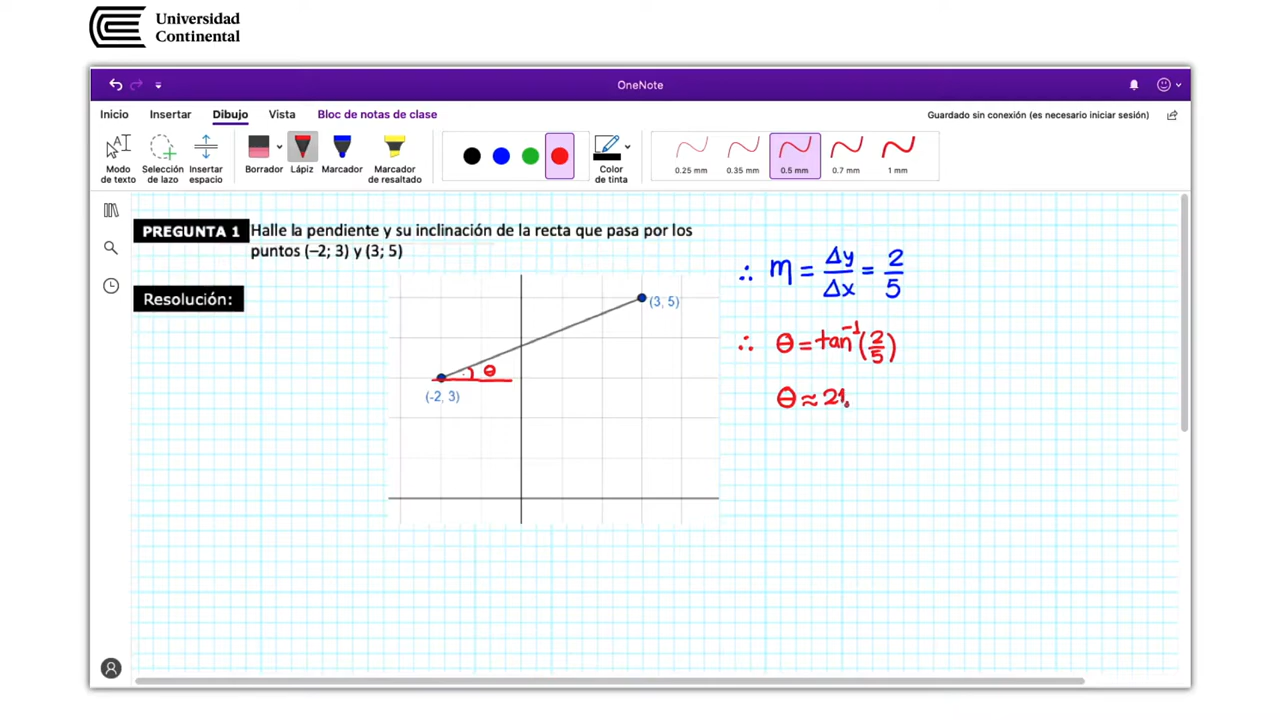 Universidad
Continental
OneNote
Inicio Insertar Dibujo Vista Bloc de notas de clase
Guardado sin conexión (es necesario iniciar sesión)
Modo de texto
Selección de lazo
Insertar espacio
Borrador
Lápiz
Marcador
Marcador de resaltado
Color de tinta
0.25 mm
0.35 mm
0.5 mm
0.7 mm
1 mm
PREGUNTA 1 Halle la pendiente y su inclinación de la recta que pasa por los
puntos (–2; 3) y (3; 5)
Resolución:
(3, 5)
θ
(-2, 3)
∴ m = Δy/Δx = 2/5
∴ θ = tan⁻¹(2/5)
θ ≈ 21,